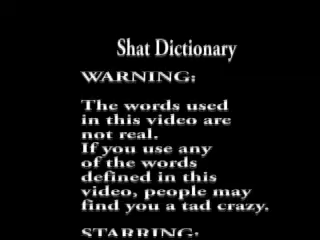 Shat Dictionary
WARNING:
The words used
in this video are
not real.
If you use any
of the words
defined in this
video, people may
find you a tad crazy.
STARRING: